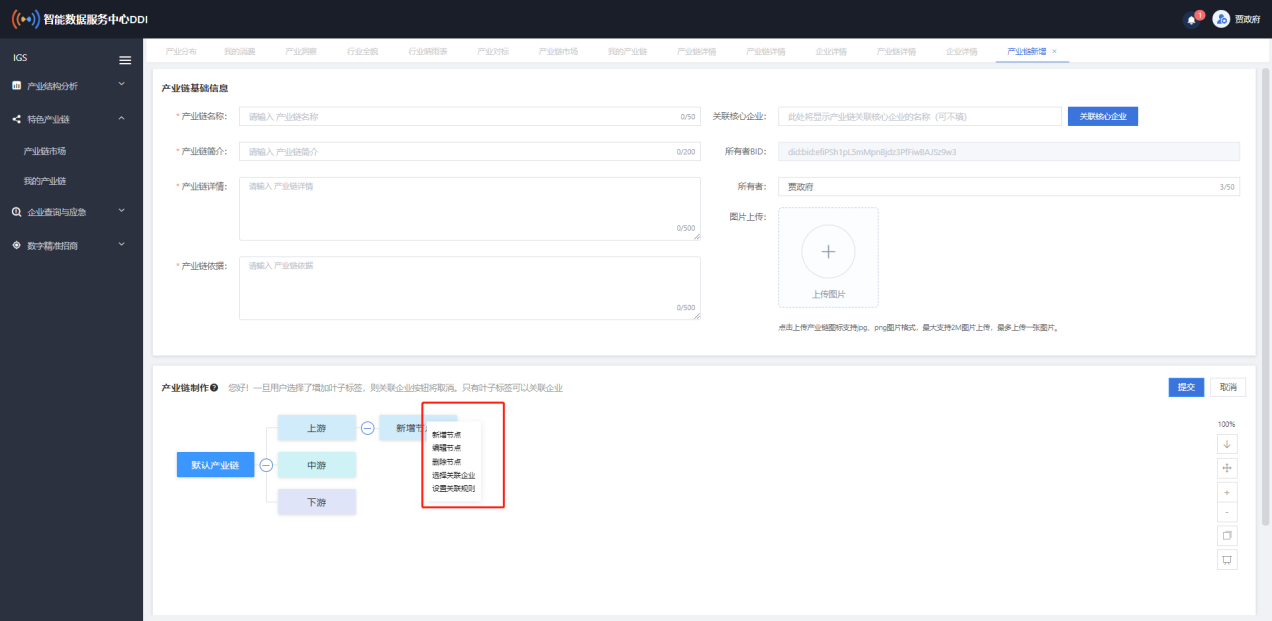 智能数据服务中心DDI
1
贾政府
IGS
产业结构分析
特色产业链
产业链市场
我的产业链
企业查询与应急
数字精准招商
产业分布 我的消息 产业洞察 行业全貌 行业晴雨表 产业对标 产业链市场 我的产业链 产业链详情 产业链详情 企业详情 产业链详情 企业详情 产业链新增 ×
产业链基础信息
* 产业链名称: 请输入 产业链名称 0/50
关联核心企业: 此处将显示产业链关联核心企业的名称（可不填） 关联核心企业
* 产业链简介: 请输入 产业链简介 0/200
所有者BID:
* 产业链详情: 请输入 产业链详情 0/500
所有者: 贾政府 3/50
图片上传:
上传图片
* 产业链依据: 请输入 产业链依据 0/500
点击上传产业链图标支持jpg、png图片格式，最大支持2M图片上传，最多上传一张图片。
产业链制作 您好！一旦用户选择了增加叶子标签，则关联企业按钮将取消。只有叶子标签可以关联企业
提交 取消
默认产业链
上游
中游
下游
新增节
新增节点
编辑节点
删除节点
选择关联企业
设置关联规则
100%